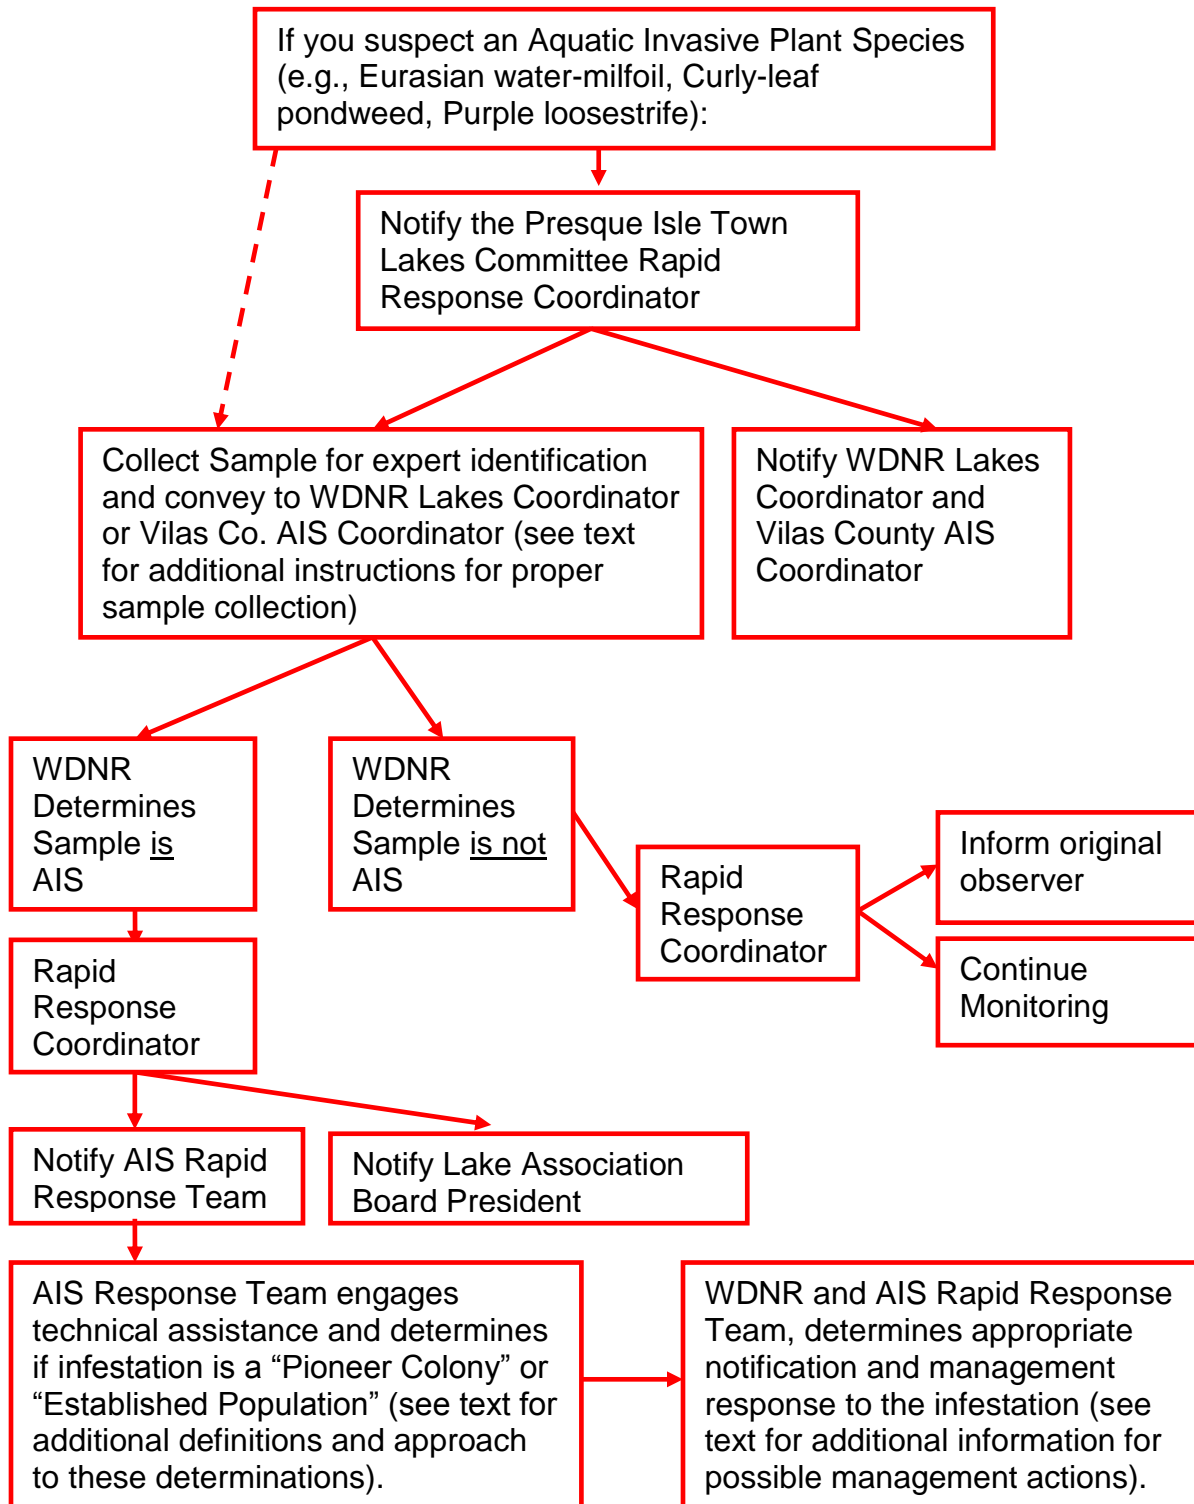 If you suspect an Aquatic Invasive Plant Species
(e.g., Eurasian water-milfoil, Curly-leaf
pondweed, Purple loosestrife):
Notify the Presque Isle Town
Lakes Committee Rapid
Response Coordinator
Collect Sample for expert identification
and convey to WDNR Lakes Coordinator
or Vilas Co. AIS Coordinator (see text
for additional instructions for proper
sample collection)
Notify WDNR Lakes
Coordinator and
Vilas County AIS
Coordinator
WDNR
Determines
Sample is
AIS
WDNR
Determines
Sample is not
AIS
Rapid
Response
Coordinator
Inform original
observer
Continue
Monitoring
Rapid
Response
Coordinator
Notify AIS Rapid
Response Team
Notify Lake Association
Board President
AIS Response Team engages
technical assistance and determines
if infestation is a “Pioneer Colony” or
“Established Population” (see text for
additional definitions and approach
to these determinations).
WDNR and AIS Rapid Response
Team, determines appropriate
notification and management
response to the infestation (see
text for additional information for
possible management actions).